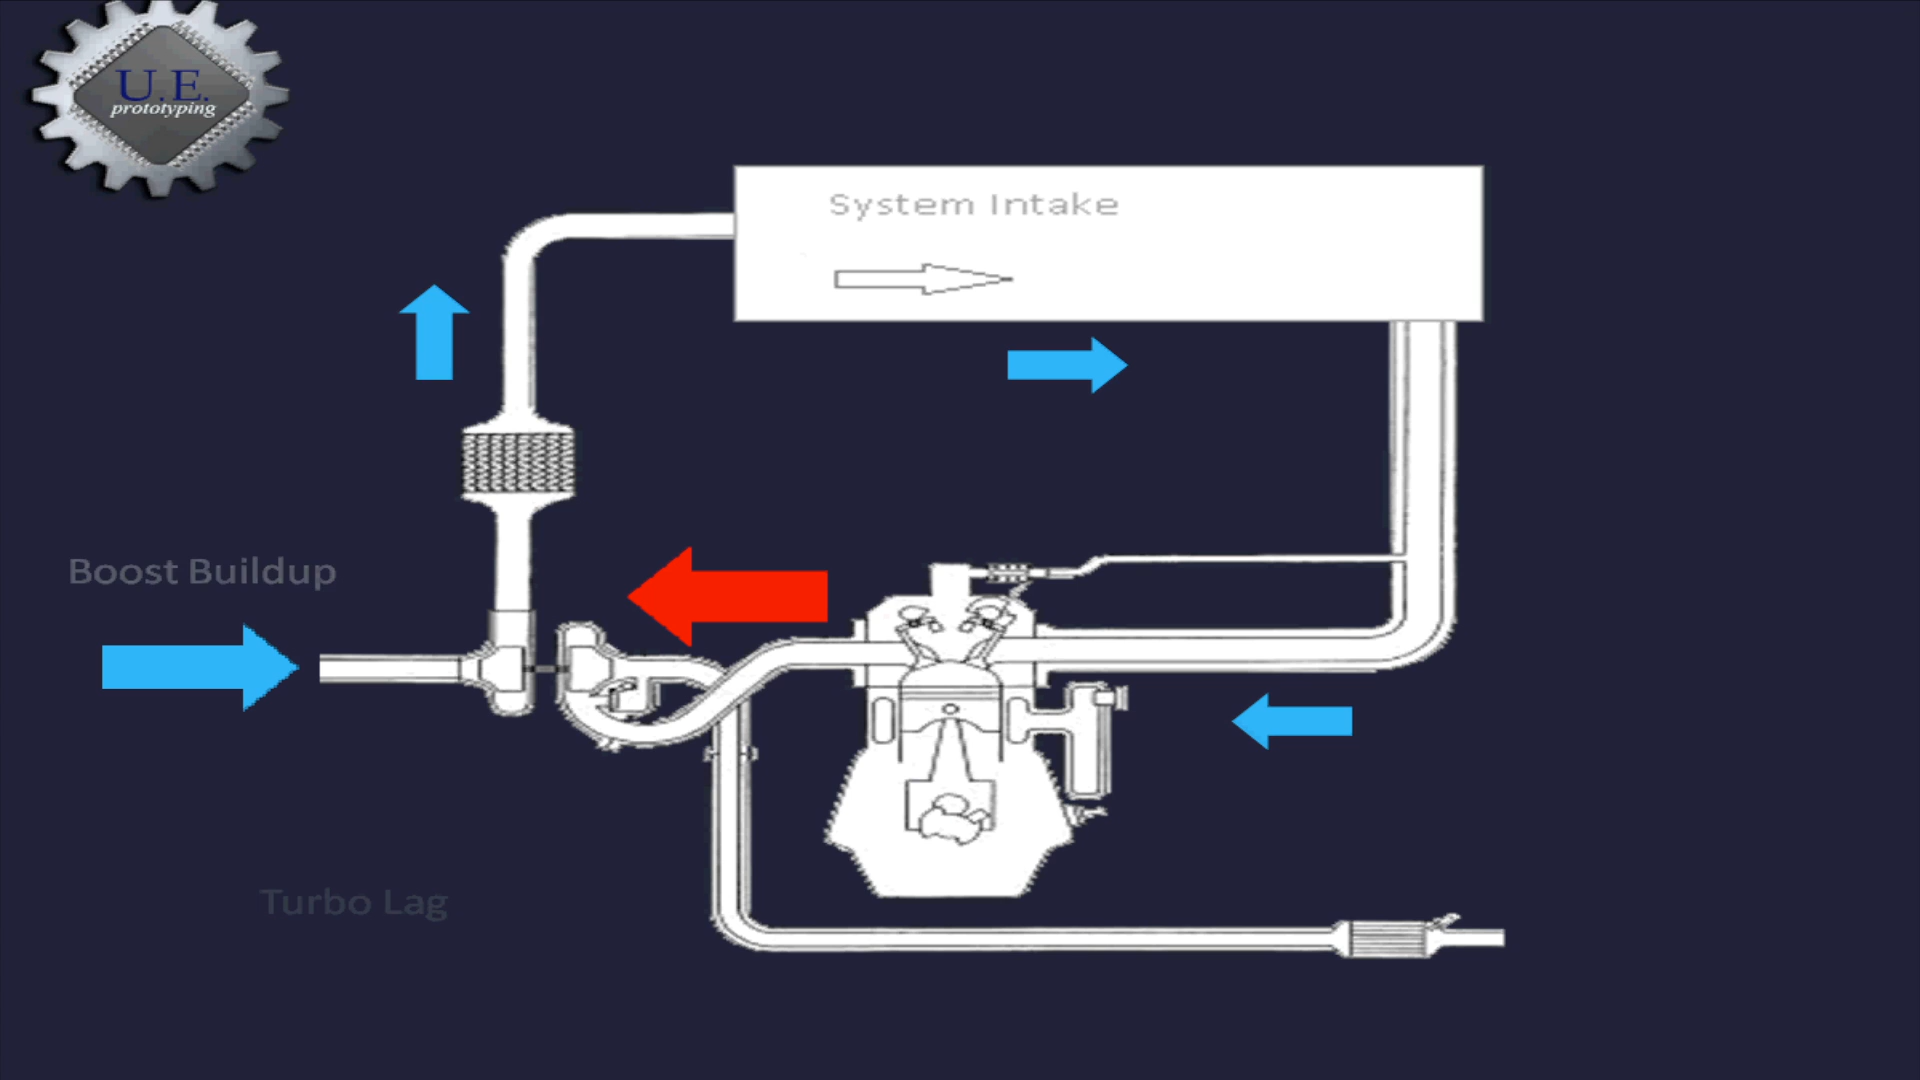 U.E.
prototyping
System Intake
Boost Buildup
Turbo Lag